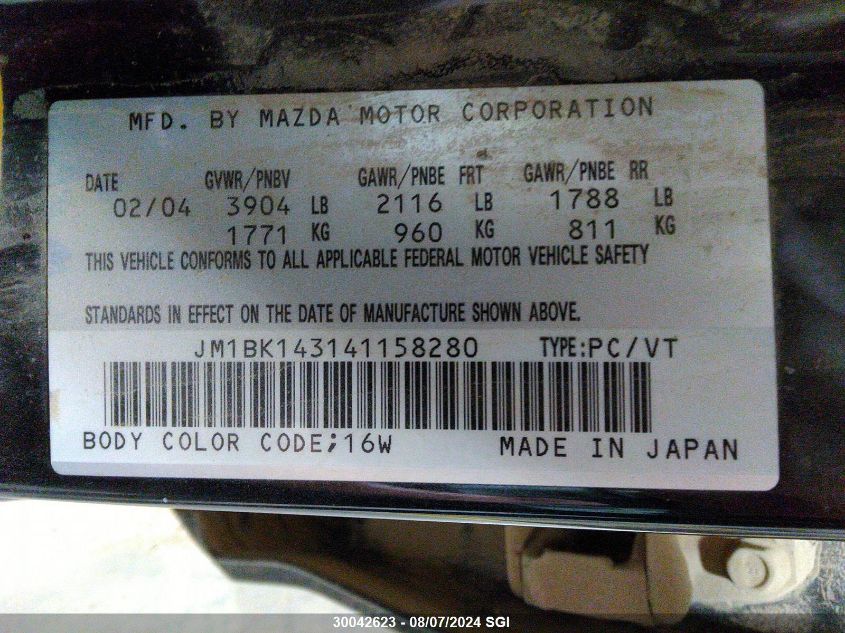 MFD. BY MAZDA MOTOR CORPORATION
DATE GVWR/PNBV GAWR/PNBE FRT GAWR/PNBE RR
02/04 3904 LB 2116 LB 1788 LB
1771 KG 960 KG 811 KG
THIS VEHICLE CONFORMS TO ALL APPLICABLE FEDERAL MOTOR VEHICLE SAFETY
STANDARDS IN EFFECT ON THE DATE OF MANUFACTURE SHOWN ABOVE.
JM1BK143141158280 TYPE:PC/VT
BODY COLOR CODE;16W MADE IN JAPAN
30042623 - 08/07/2024 SGI